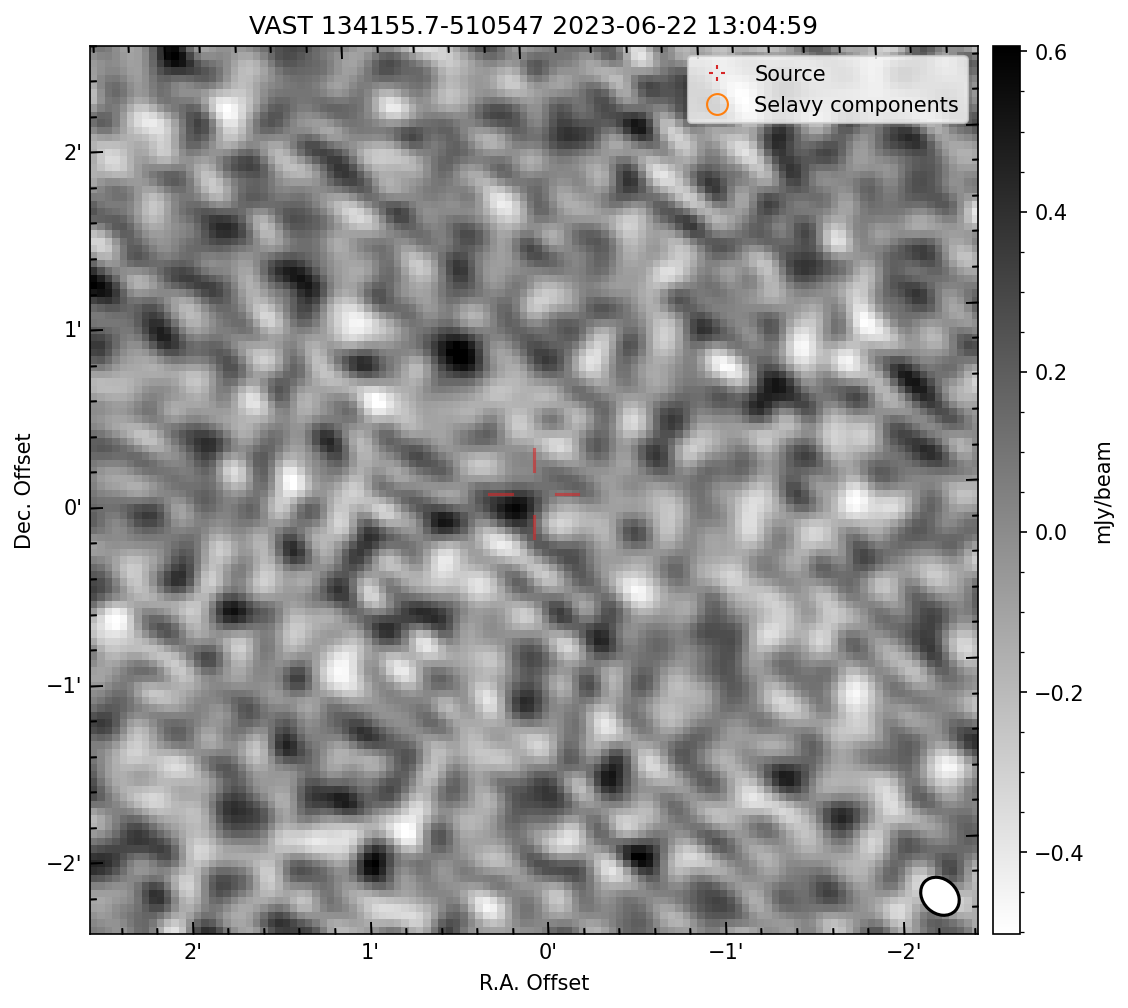 VAST 134155.7-510547 2023-06-22 13:04:59
Source
Selavy components
2'
1'
0'
−1'
−2'
Dec. Offset
2'
1'
0'
−1'
−2'
R.A. Offset
0.6
0.4
0.2
0.0
−0.2
−0.4
mJy/beam